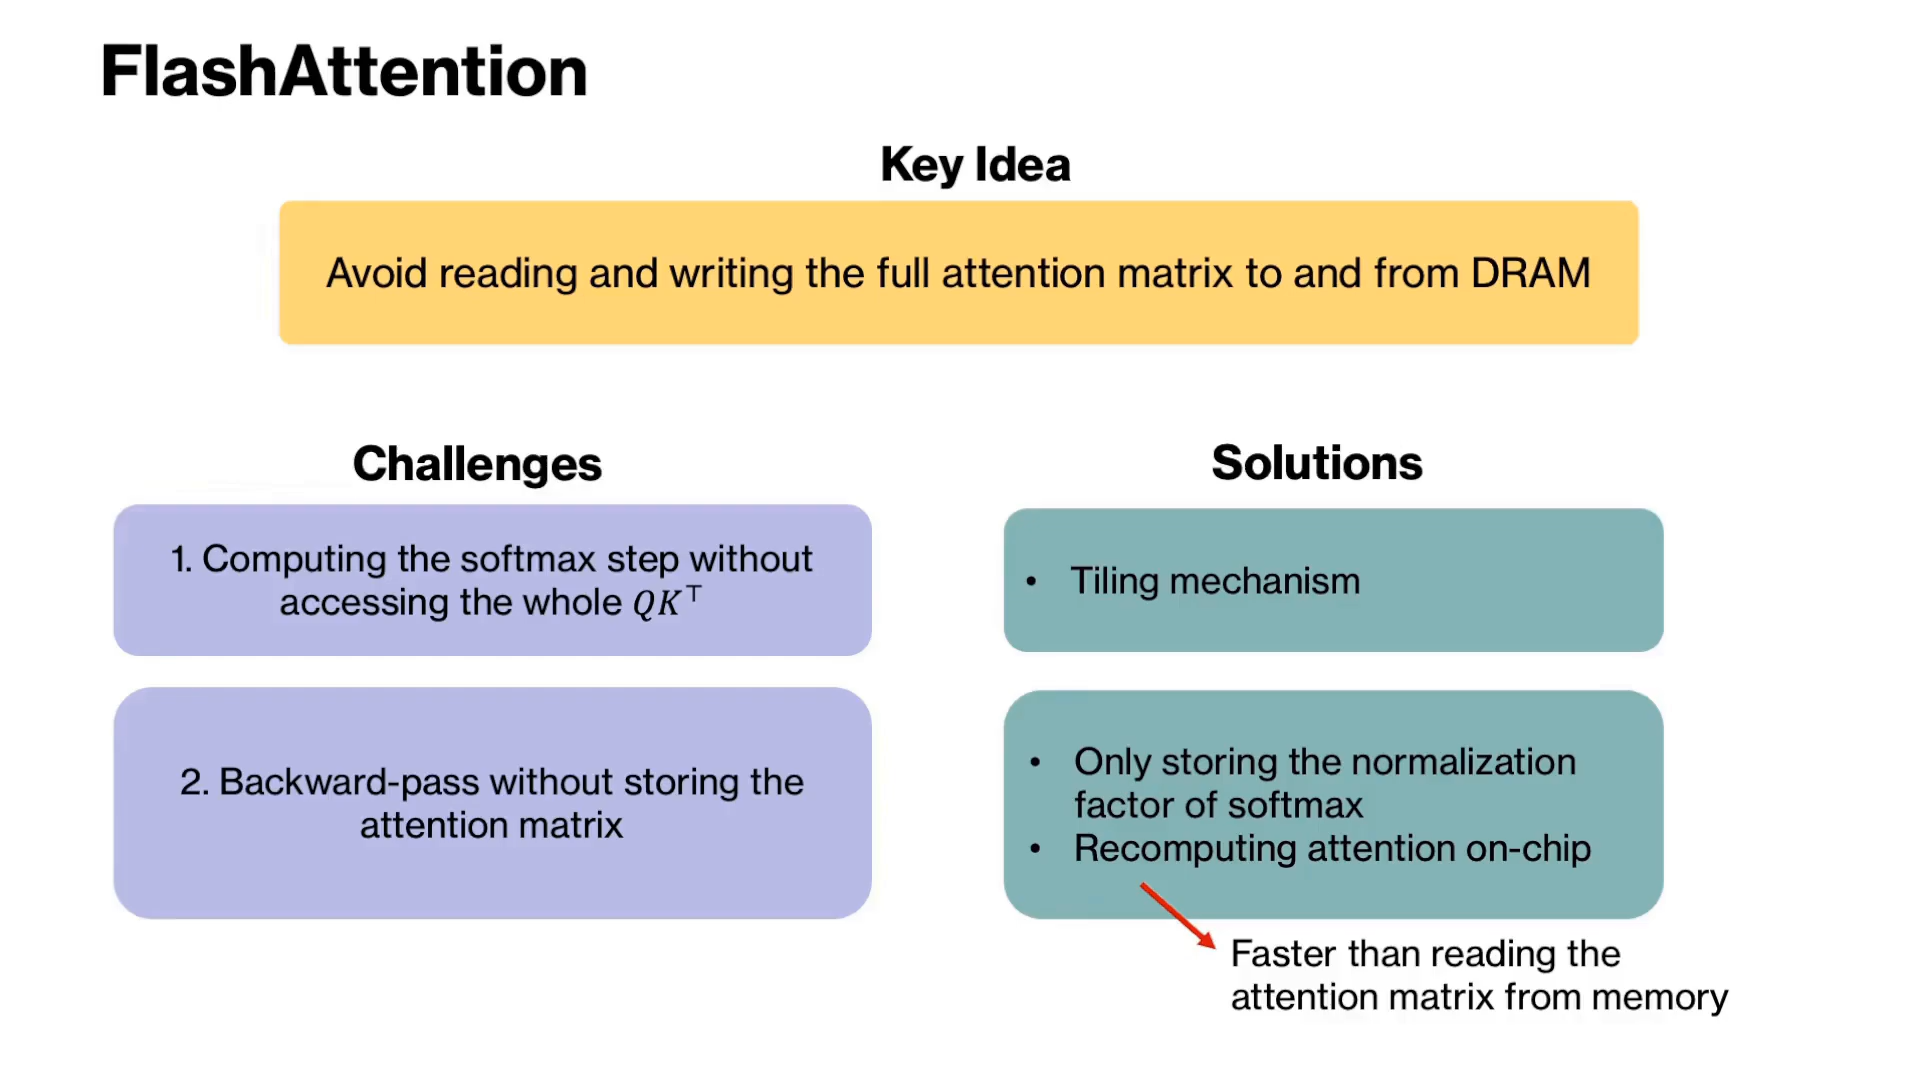 FlashAttention
Key Idea
Avoid reading and writing the full attention matrix to and from DRAM
Challenges
1. Computing the softmax step without
accessing the whole QK⊤
2. Backward-pass without storing the
attention matrix
Solutions
• Tiling mechanism
• Only storing the normalization
factor of softmax
• Recomputing attention on-chip
Faster than reading the
attention matrix from memory